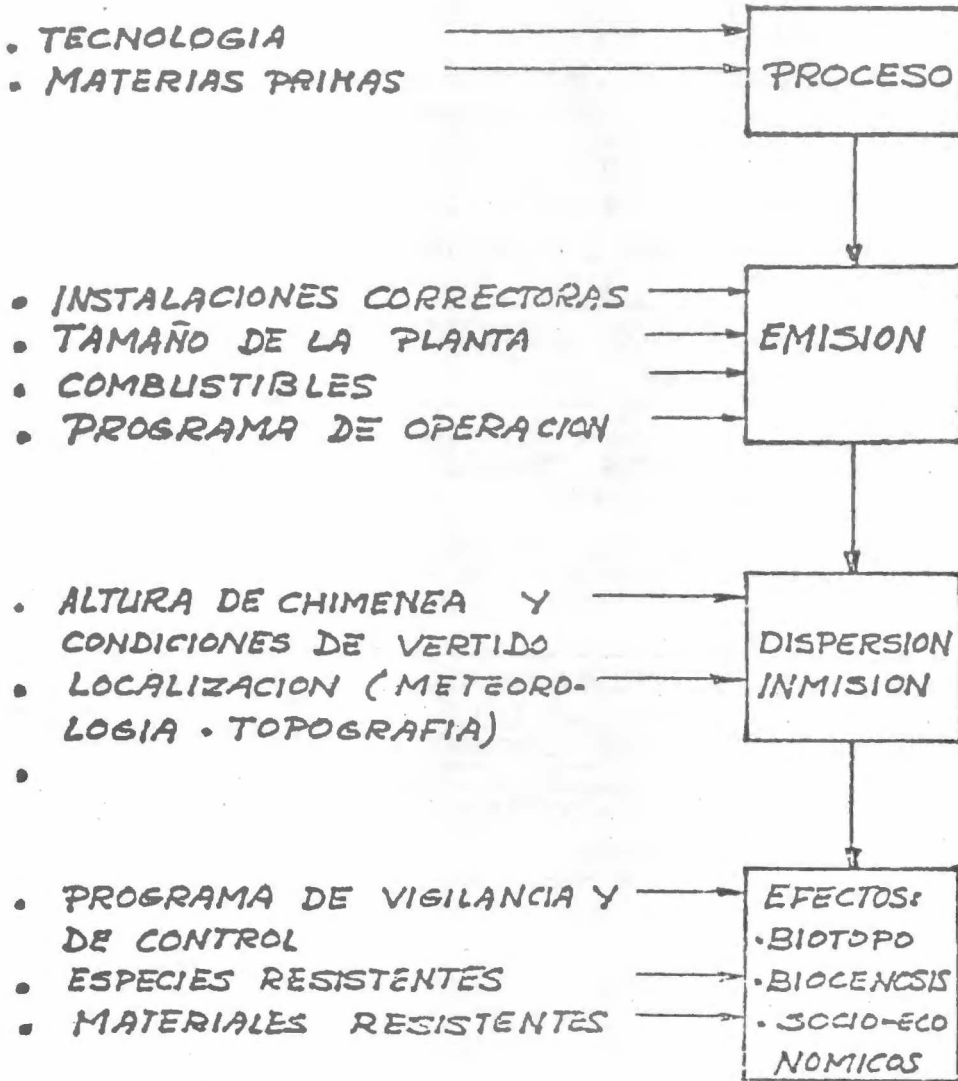 . TECNOLOGIA
. MATERIAS PRIMAS
PROCESO
. INSTALACIONES CORRECTORAS
. TAMAÑO DE LA PLANTA
. COMBUSTIBLES
. PROGRAMA DE OPERACION
EMISION
. ALTURA DE CHIMENEA Y
CONDICIONES DE VERTIDO
. LOCALIZACION (METEORO-
LOGIA . TOPOGRAFIA)
.
DISPERSION
INMISION
. PROGRAMA DE VIGILANCIA Y
DE CONTROL
. ESPECIES RESISTENTES
. MATERIALES RESISTENTES
EFECTOS:
.BIOTOPO
.BIOCENOSIS
. SOCIO-ECO
NOMICOS